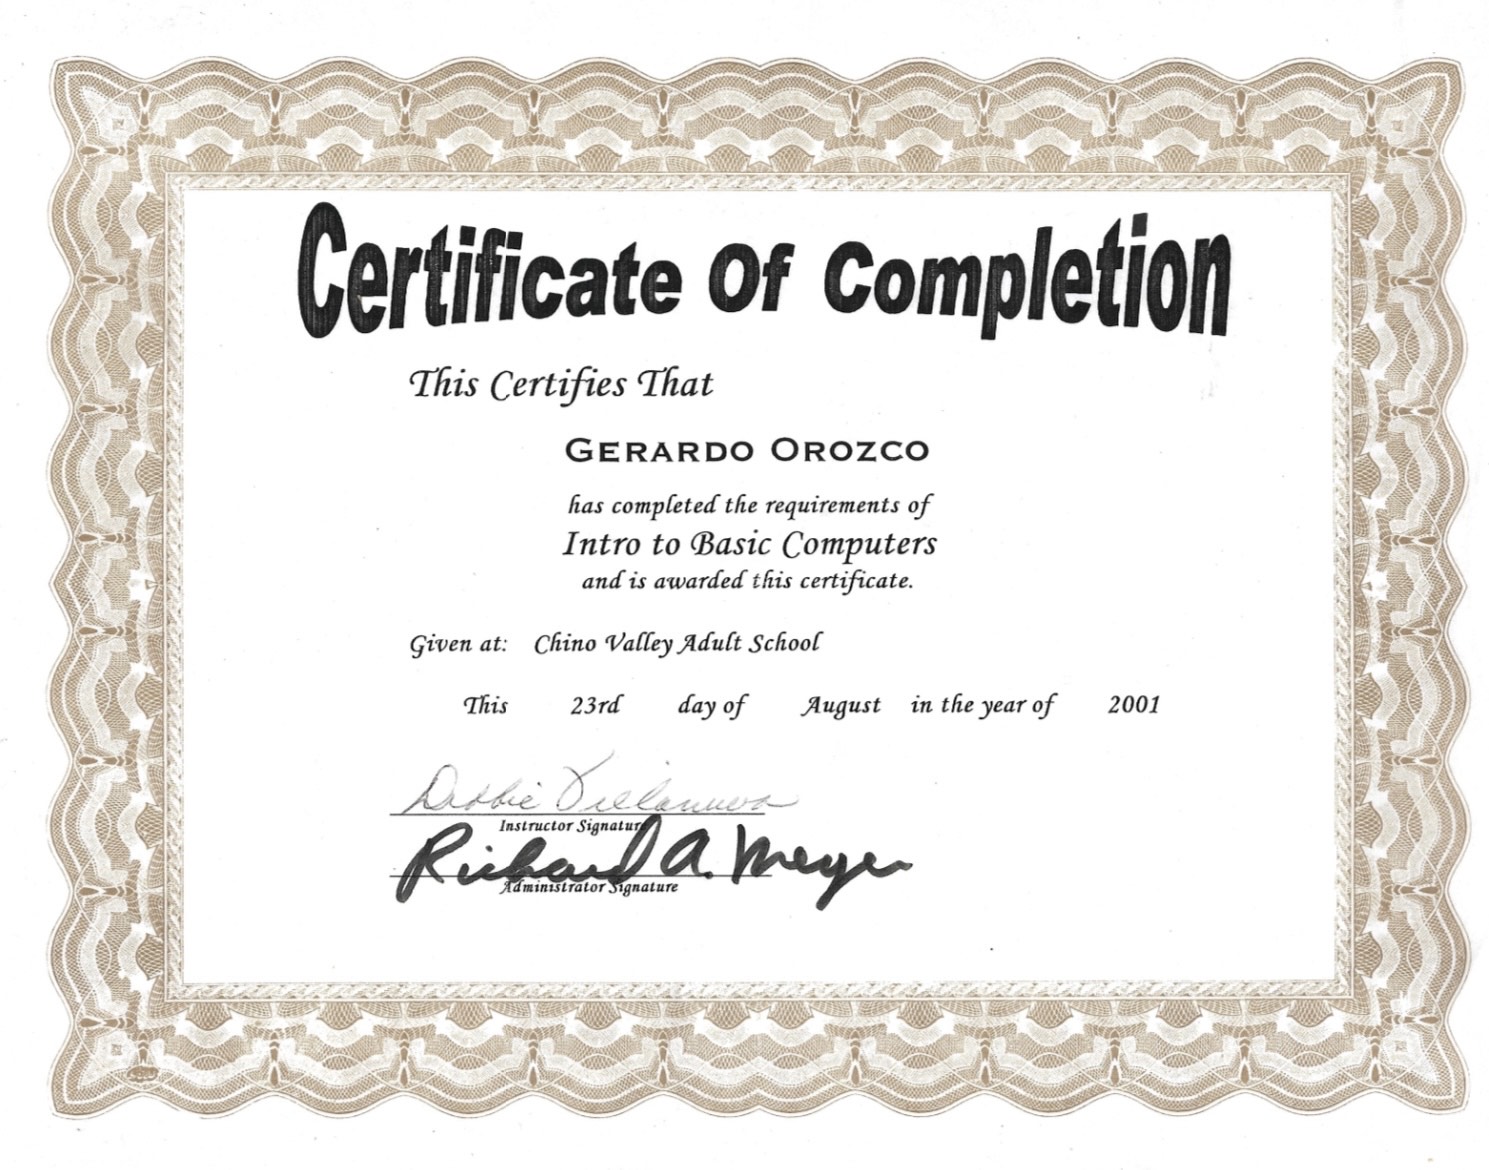 Certificate Of Completion
This Certifies That
GERARDO OROZCO
has completed the requirements of
Intro to Basic Computers
and is awarded this certificate.
Given at: Chino Valley Adult School
This 23rd day of August in the year of 2001
Debbie Villanueva
Instructor Signature
Richard A. Meyer
Administrator Signature